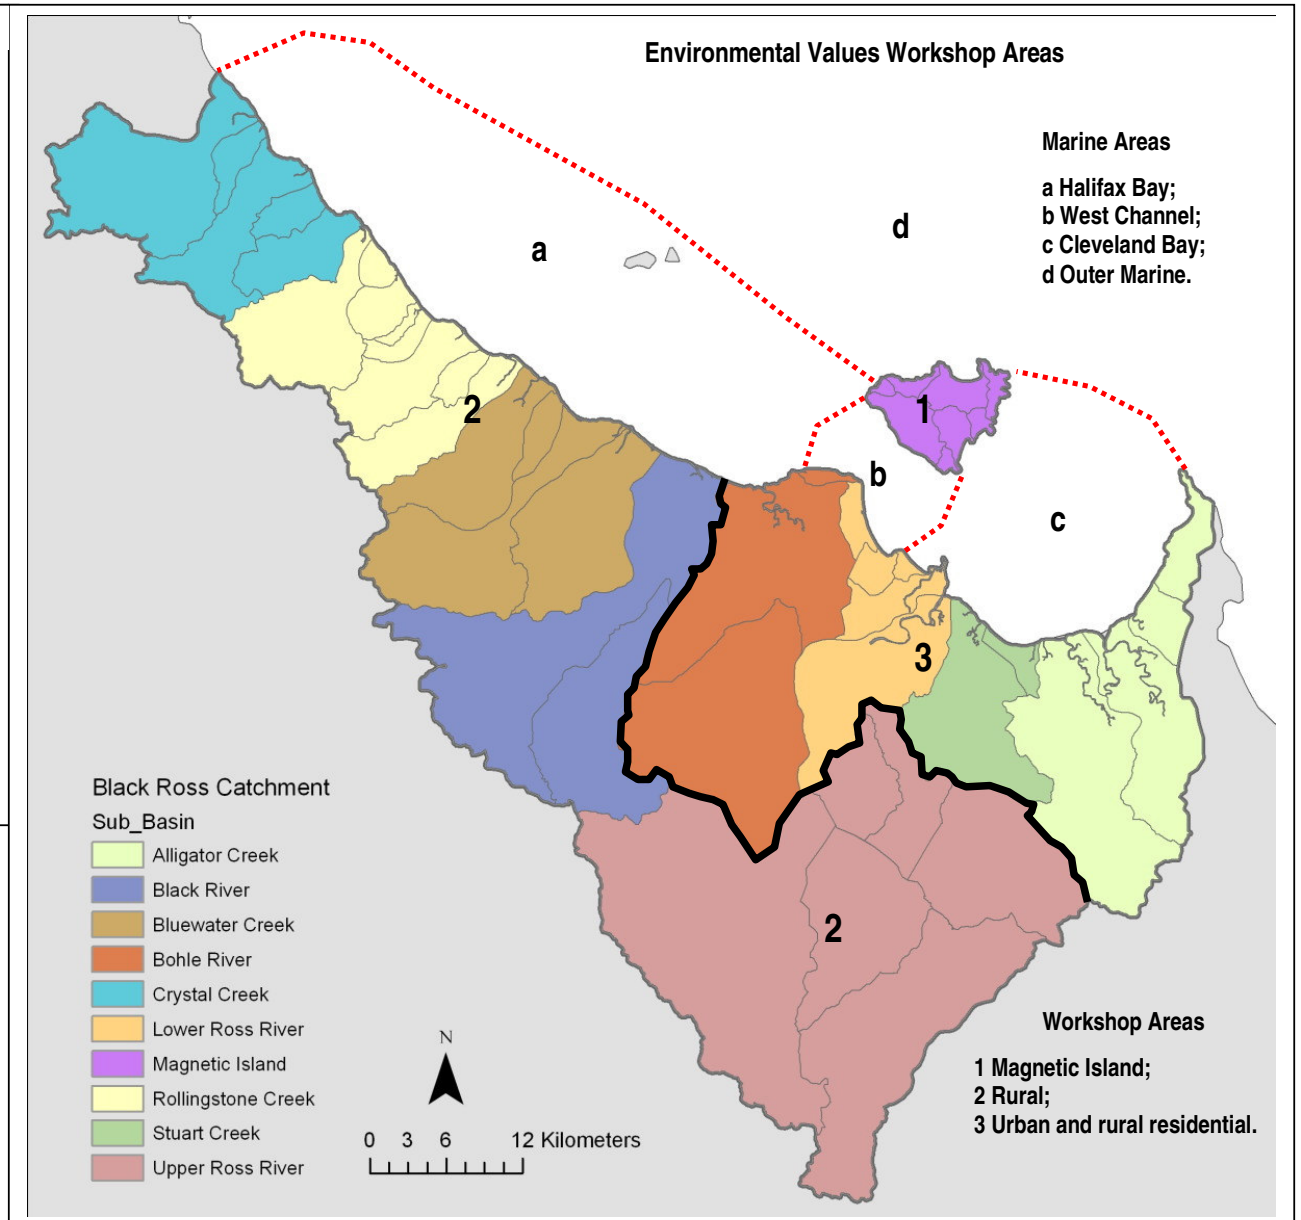 Environmental Values Workshop Areas
Marine Areas
a Halifax Bay;
b West Channel;
c Cleveland Bay;
d Outer Marine.
d
a
1
2
b
c
3
2
Black Ross Catchment
Sub_Basin
Alligator Creek
Black River
Bluewater Creek
Bohle River
Crystal Creek
Lower Ross River
Magnetic Island
Rollingstone Creek
Stuart Creek
Upper Ross River
N
0 3 6 12 Kilometers
Workshop Areas
1 Magnetic Island;
2 Rural;
3 Urban and rural residential.